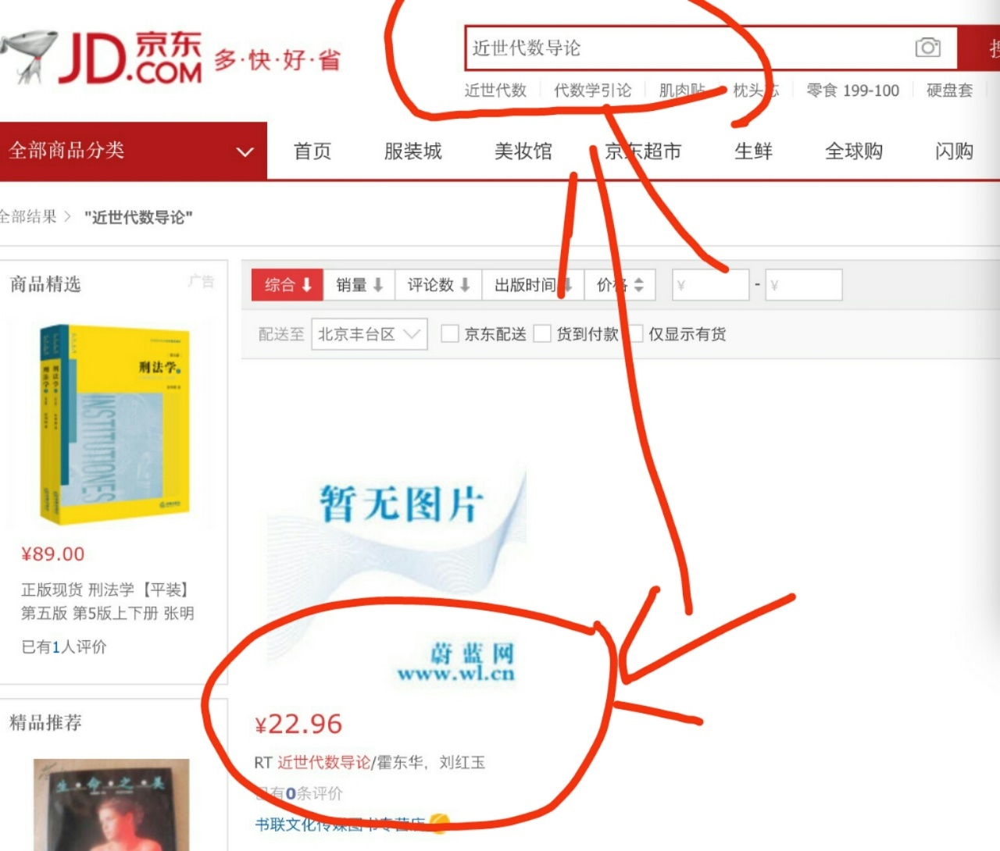 JD.COM 京东 多·快·好·省
近世代数导论
近世代数 代数学引论 肌肉贴 枕头芯 零食 199-100 硬盘套
全部商品分类 首页 服装城 美妆馆 京东超市 生鲜 全球购 闪购
全部结果 > "近世代数导论"
商品精选 广告
综合 销量 评论数 出版时间 价格 ¥ - ¥
配送至 北京丰台区 京东配送 货到付款 仅显示有货
刑法学
INSTITUTIONES
¥89.00
正版现货 刑法学【平装】
第五版 第5版上下册 张明
已有1人评价
精品推荐
生·命·之·美
暂无图片
蔚蓝网
www.wl.cn
¥22.96
RT 近世代数导论/霍东华，刘红玉
已有0条评价
书联文化传媒图书专营店